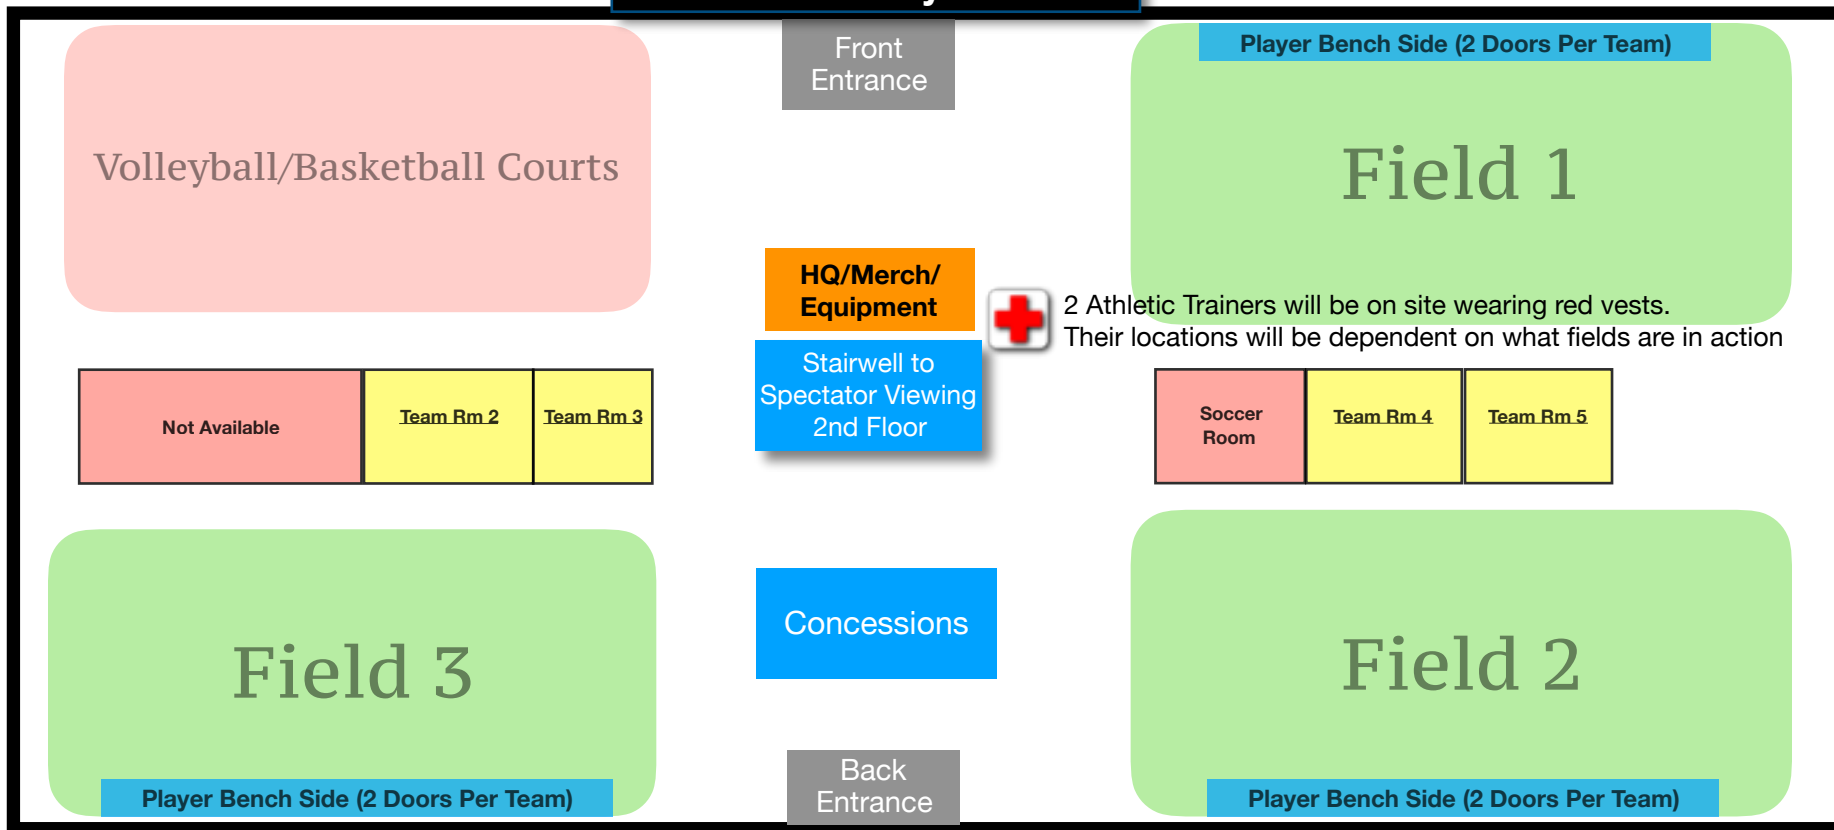 Front
Entrance
Player Bench Side (2 Doors Per Team)
Volleyball/Basketball Courts
Field 1
HQ/Merch/
Equipment
2 Athletic Trainers will be on site wearing red vests.
Their locations will be dependent on what fields are in action
Stairwell to
Spectator Viewing
2nd Floor
Not Available
Team Rm 2
Team Rm 3
Soccer
Room
Team Rm 4
Team Rm 5
Field 3
Concessions
Field 2
Back
Entrance
Player Bench Side (2 Doors Per Team)
Player Bench Side (2 Doors Per Team)